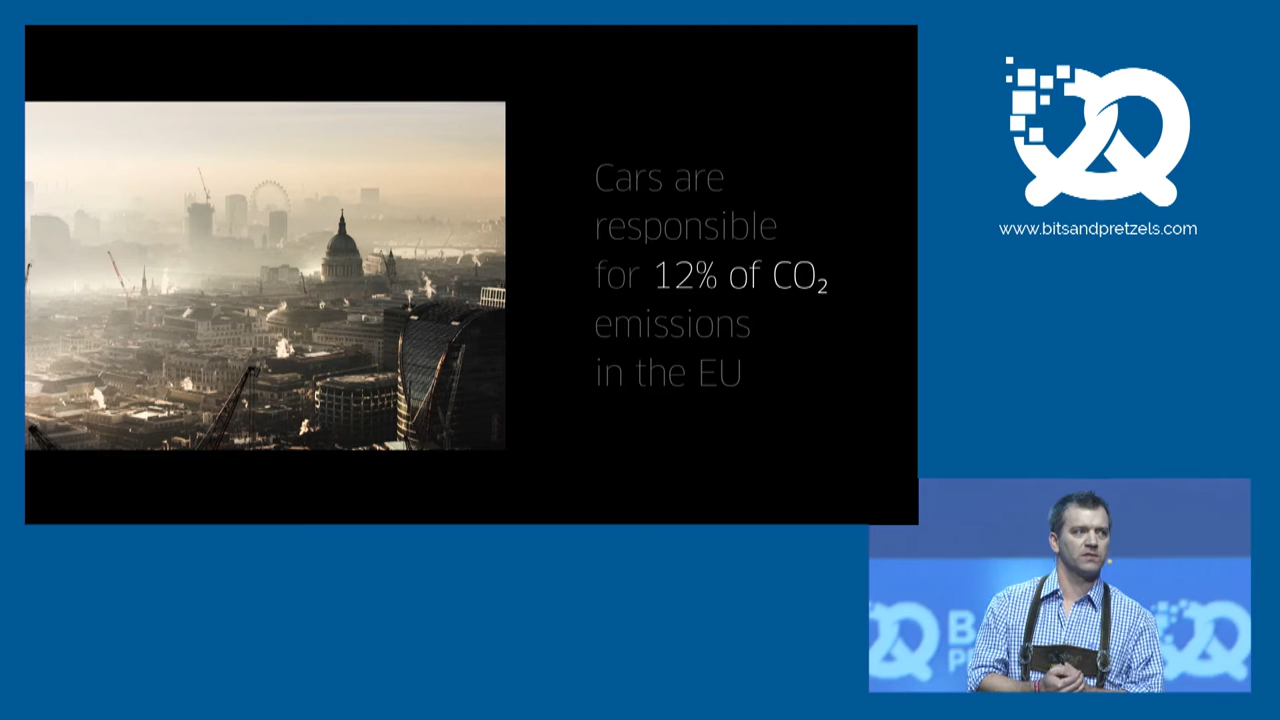 Cars are
responsible
for 12% of CO₂
emissions
in the EU
www.bitsandpretzels.com
B
P